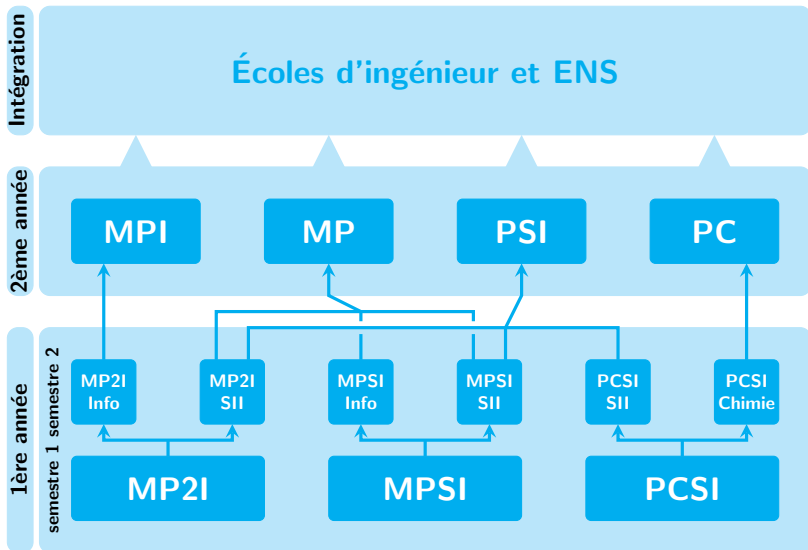 Intégration
Écoles d'ingénieur et ENS
2ème année
MPI
MP
PSI
PC
1ère année
semestre 1 semestre 2
MP2I
Info
MP2I
SII
MPSI
Info
MPSI
SII
PCSI
SII
PCSI
Chimie
MP2I
MPSI
PCSI